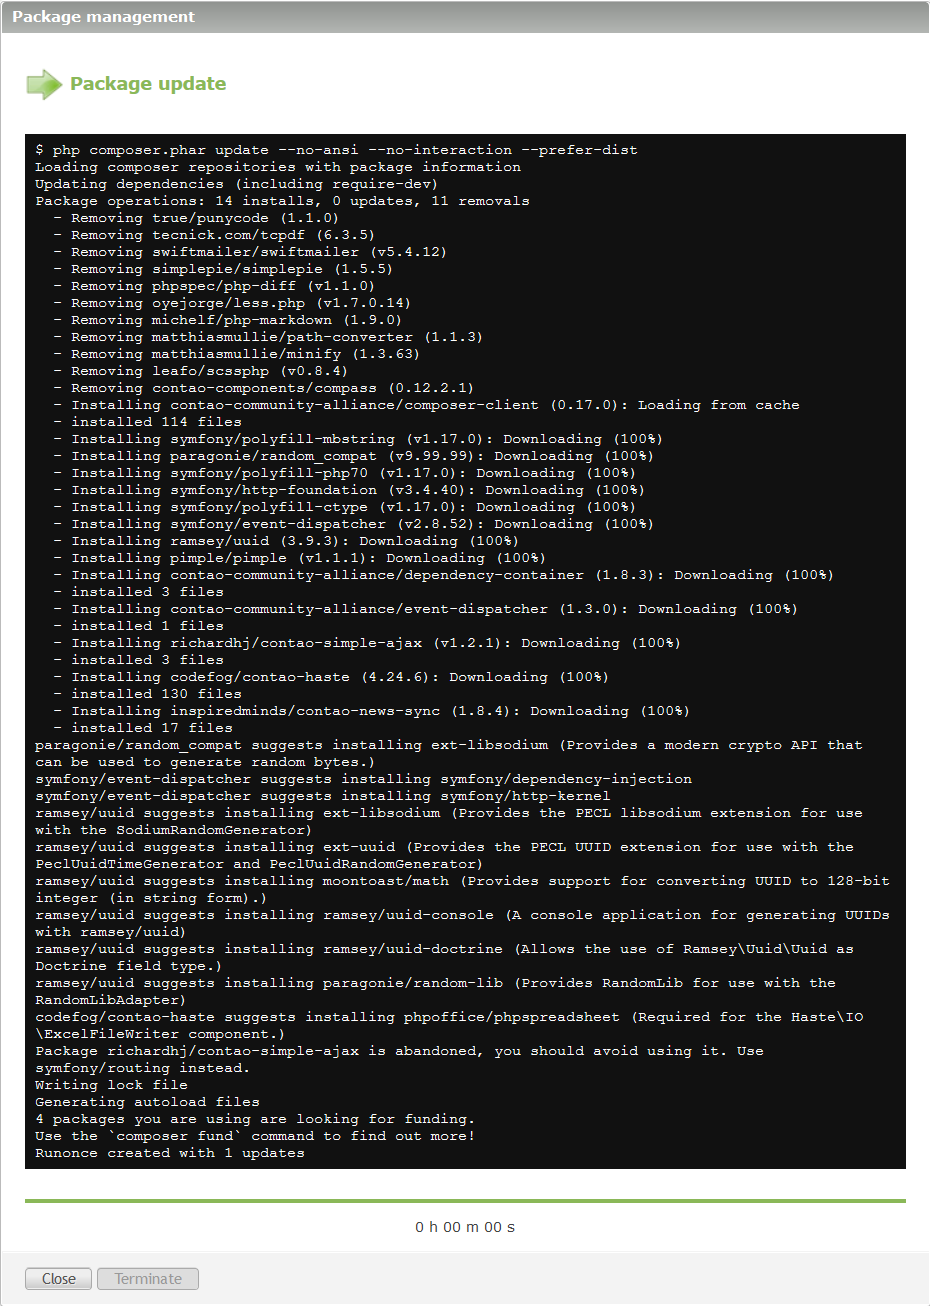 Package management
Package update
$ php composer.phar update --no-ansi --no-interaction --prefer-dist
Loading composer repositories with package information
Updating dependencies (including require-dev)
Package operations: 14 installs, 0 updates, 11 removals
  - Removing true/punycode (1.1.0)
  - Removing tecnick.com/tcpdf (6.3.5)
  - Removing swiftmailer/swiftmailer (v5.4.12)
  - Removing simplepie/simplepie (1.5.5)
  - Removing phpspec/php-diff (v1.1.0)
  - Removing oyejorge/less.php (v1.7.0.14)
  - Removing michelf/php-markdown (1.9.0)
  - Removing matthiasmullie/path-converter (1.1.3)
  - Removing matthiasmullie/minify (1.3.63)
  - Removing leafo/scssphp (v0.8.4)
  - Removing contao-components/compass (0.12.2.1)
  - Installing contao-community-alliance/composer-client (0.17.0): Loading from cache
  - installed 114 files
  - Installing symfony/polyfill-mbstring (v1.17.0): Downloading (100%)
  - Installing paragonie/random_compat (v9.99.99): Downloading (100%)
  - Installing symfony/polyfill-php70 (v1.17.0): Downloading (100%)
  - Installing symfony/http-foundation (v3.4.40): Downloading (100%)
  - Installing symfony/polyfill-ctype (v1.17.0): Downloading (100%)
  - Installing symfony/event-dispatcher (v2.8.52): Downloading (100%)
  - Installing ramsey/uuid (3.9.3): Downloading (100%)
  - Installing pimple/pimple (v1.1.1): Downloading (100%)
  - Installing contao-community-alliance/dependency-container (1.8.3): Downloading (100%)
  - installed 3 files
  - Installing contao-community-alliance/event-dispatcher (1.3.0): Downloading (100%)
  - installed 1 files
  - Installing richardhj/contao-simple-ajax (v1.2.1): Downloading (100%)
  - installed 3 files
  - Installing codefog/contao-haste (4.24.6): Downloading (100%)
  - installed 130 files
  - Installing inspiredminds/contao-news-sync (1.8.4): Downloading (100%)
  - installed 17 files
paragonie/random_compat suggests installing ext-libsodium (Provides a modern crypto API that
can be used to generate random bytes.)
symfony/event-dispatcher suggests installing symfony/dependency-injection
symfony/event-dispatcher suggests installing symfony/http-kernel
ramsey/uuid suggests installing ext-libsodium (Provides the PECL libsodium extension for use
with the SodiumRandomGenerator)
ramsey/uuid suggests installing ext-uuid (Provides the PECL UUID extension for use with the
PeclUuidTimeGenerator and PeclUuidRandomGenerator)
ramsey/uuid suggests installing moontoast/math (Provides support for converting UUID to 128-bit
integer (in string form).)
ramsey/uuid suggests installing ramsey/uuid-console (A console application for generating UUIDs
with ramsey/uuid)
ramsey/uuid suggests installing ramsey/uuid-doctrine (Allows the use of Ramsey\Uuid\Uuid as
Doctrine field type.)
ramsey/uuid suggests installing paragonie/random-lib (Provides RandomLib for use with the
RandomLibAdapter)
codefog/contao-haste suggests installing phpoffice/phpspreadsheet (Required for the Haste\IO
\ExcelFileWriter component.)
Package richardhj/contao-simple-ajax is abandoned, you should avoid using it. Use
symfony/routing instead.
Writing lock file
Generating autoload files
4 packages you are using are looking for funding.
Use the `composer fund` command to find out more!
Runonce created with 1 updates
0 h 00 m 00 s
Close
Terminate